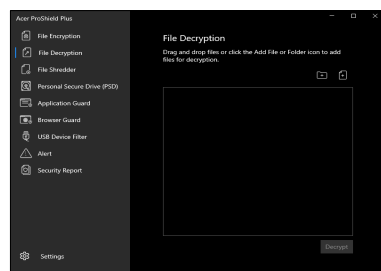 Acer ProShield Plus
File Encryption
File Decryption
File Shredder
Personal Secure Drive (PSD)
Application Guard
Browser Guard
USB Device Filter
Alert
Security Report
Settings
File Decryption
Drag and drop files or click the Add File or Folder icon to add
files for decryption.
Decrypt